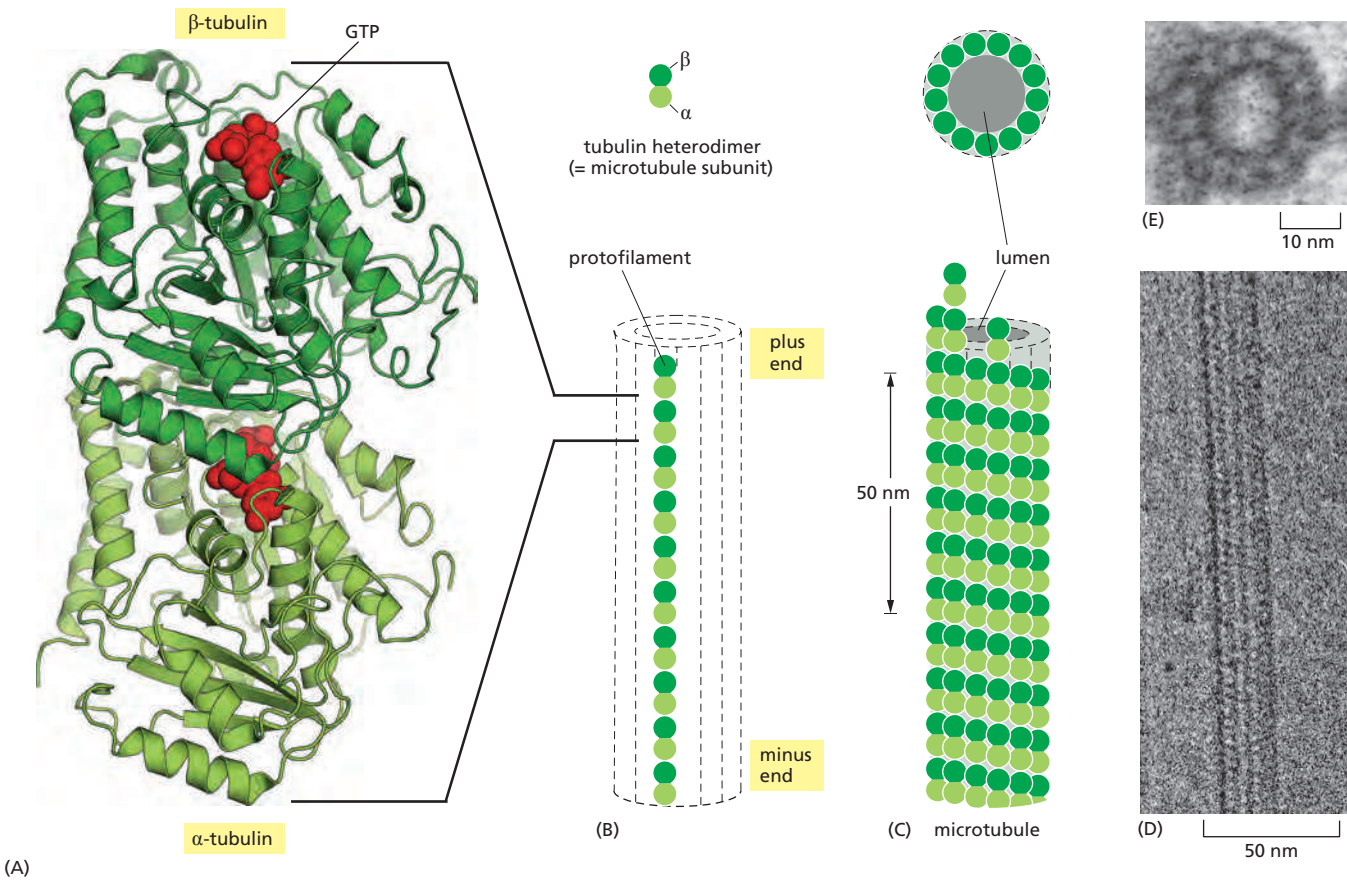 β-tubulin
GTP
α-tubulin
(A)
β
α
tubulin heterodimer
(= microtubule subunit)
protofilament
plus
end
minus
end
(B)
lumen
50 nm
(C)
microtubule
(E)
10 nm
(D)
50 nm